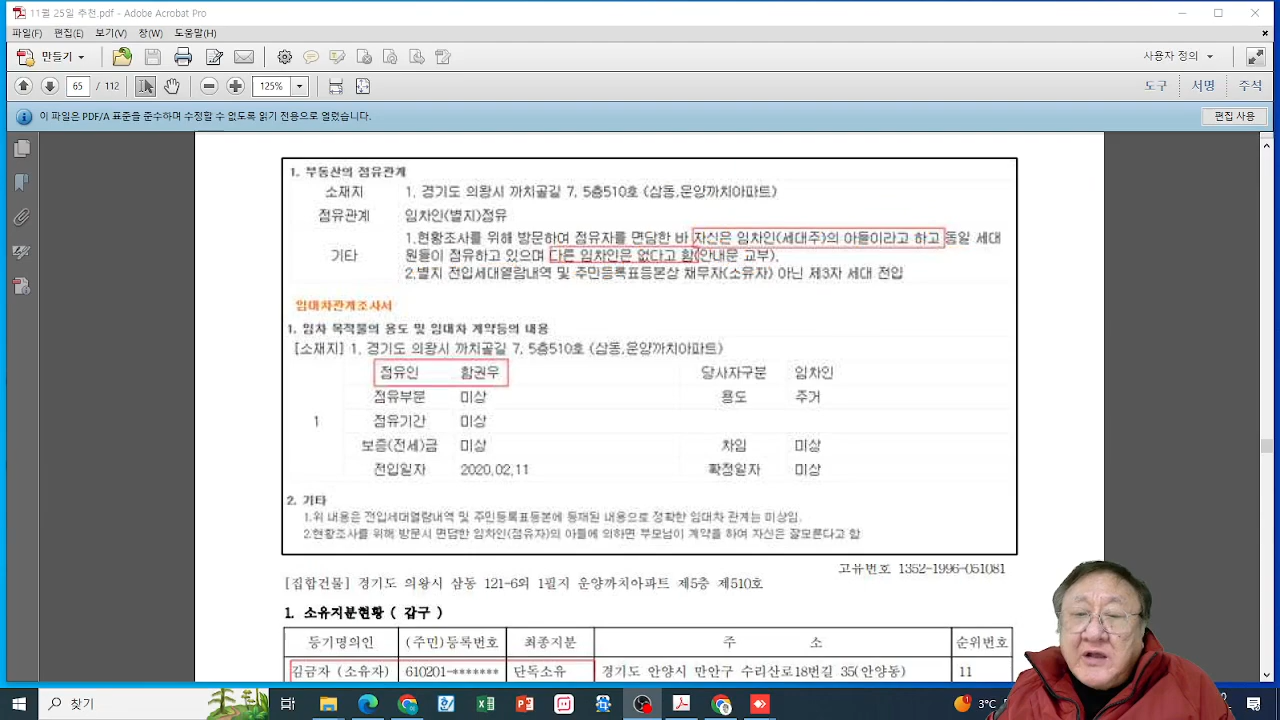 11월 25일 추천.pdf - Adobe Acrobat Pro
파일(F) 편집(E) 보기(V) 창(W) 도움말(H)
만들기 사용자 정의
65 / 112 125% 도구 서명 주석
이 파일은 PDF/A 표준을 준수하며 수정할 수 없도록 읽기 전용으로 열렸습니다. 편집 사용
1. 부동산의 점유관계
소재지 1. 경기도 의왕시 까치골길 7, 5층510호 (삼동,운양까치아파트)
점유관계 임차인(별지)점유
1.현황조사를 위해 방문하여 점유자를 면담한 바 자신은 임차인(세대주)의 아들이라고 하고 동일 세대
기타 원들이 점유하고 있으며 다른 임차인은 없다고 함(안내문 교부).
2.별지 전입세대열람내역 및 주민등록표등본상 채무자(소유자) 아닌 제3자 세대 전입
임대차관계조사서
1. 임차 목적물의 용도 및 임대차 계약등의 내용
[소재지] 1. 경기도 의왕시 까치골길 7, 5층510호 (삼동,운양까치아파트)
점유인 함권우 당사자구분 임차인
점유부분 미상 용도 주거
1 점유기간 미상
보증(전세)금 미상 차임 미상
전입일자 2020.02.11 확정일자 미상
2. 기타
1.위 내용은 전입세대열람내역 및 주민등록표등본에 등재된 내용으로 정확한 임대차 관계는 미상임.
2.현황조사를 위해 방문시 면담한 임차인(점유자)의 아들에 의하면 부모님이 계약을 하여 자신은 잘모른다고 함
고유번호 1352-1996-051081
[집합건물] 경기도 의왕시 삼동 121-6외 1필지 운양까치아파트 제5층 제510호
1. 소유지분현황 ( 갑구 )
등기명의인 (주민)등록번호 최종지분 주 소 순위번호
김금자 (소유자) 610201-******* 단독소유 경기도 안양시 만안구 수리산로18번길 35(안양동) 11
찾기 3°C